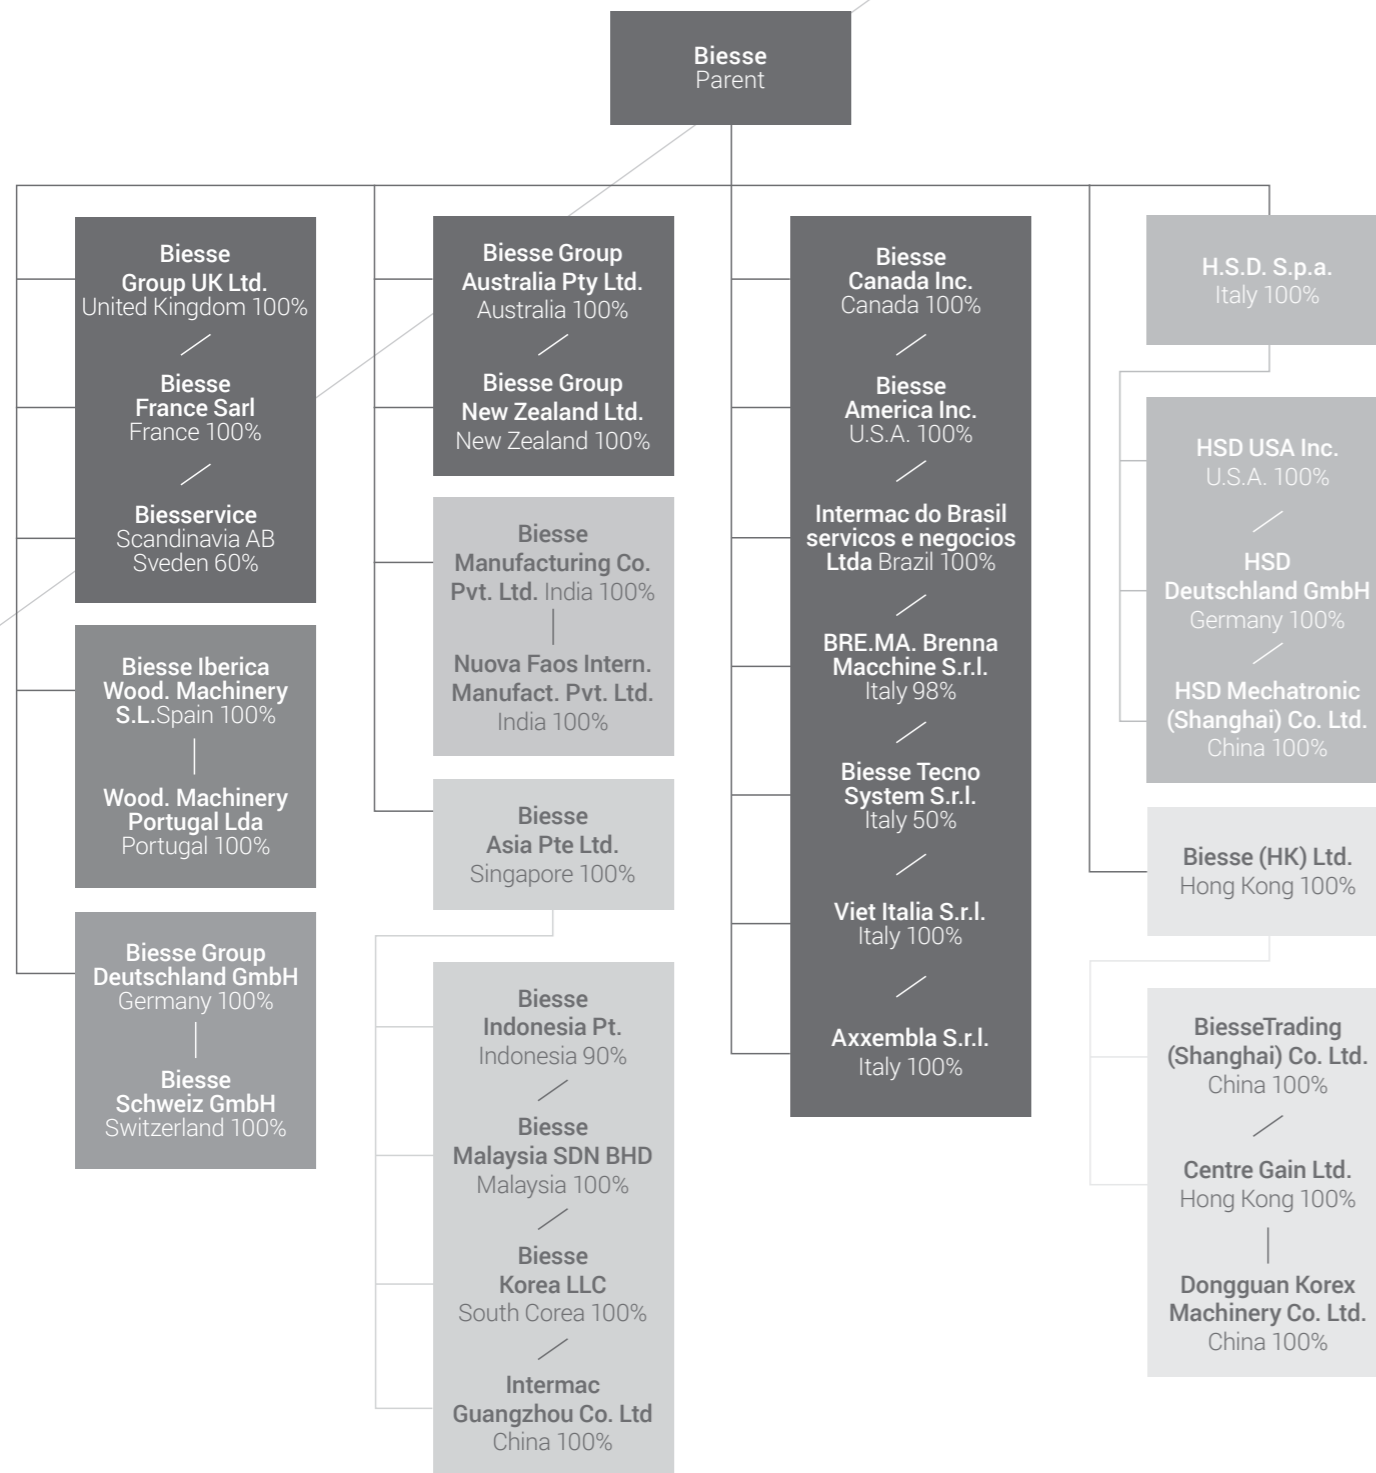 Biesse
Parent
Biesse
Group UK Ltd.
United Kingdom 100%
Biesse
France Sarl
France 100%
Biesservice
Scandinavia AB
Sveden 60%
Biesse Iberica
Wood. Machinery
S.L.Spain 100%
Wood. Machinery
Portugal Lda
Portugal 100%
Biesse Group
Deutschland GmbH
Germany 100%
Biesse
Schweiz GmbH
Switzerland 100%
Biesse Group
Australia Pty Ltd.
Australia 100%
Biesse Group
New Zealand Ltd.
New Zealand 100%
Biesse
Manufacturing Co.
Pvt. Ltd. India 100%
Nuova Faos Intern.
Manufact. Pvt. Ltd.
India 100%
Biesse
Asia Pte Ltd.
Singapore 100%
Biesse
Indonesia Pt.
Indonesia 90%
Biesse
Malaysia SDN BHD
Malaysia 100%
Biesse
Korea LLC
South Corea 100%
Intermac
Guangzhou Co. Ltd
China 100%
Biesse
Canada Inc.
Canada 100%
Biesse
America Inc.
U.S.A. 100%
Intermac do Brasil
servicos e negocios
Ltda Brazil 100%
BRE.MA. Brenna
Macchine S.r.l.
Italy 98%
Biesse Tecno
System S.r.l.
Italy 50%
Viet Italia S.r.l.
Italy 100%
Axxembla S.r.l.
Italy 100%
H.S.D. S.p.a.
Italy 100%
HSD USA Inc.
U.S.A. 100%
HSD
Deutschland GmbH
Germany 100%
HSD Mechatronic
(Shanghai) Co. Ltd.
China 100%
Biesse (HK) Ltd.
Hong Kong 100%
BiesseTrading
(Shanghai) Co. Ltd.
China 100%
Centre Gain Ltd.
Hong Kong 100%
Dongguan Korex
Machinery Co. Ltd.
China 100%